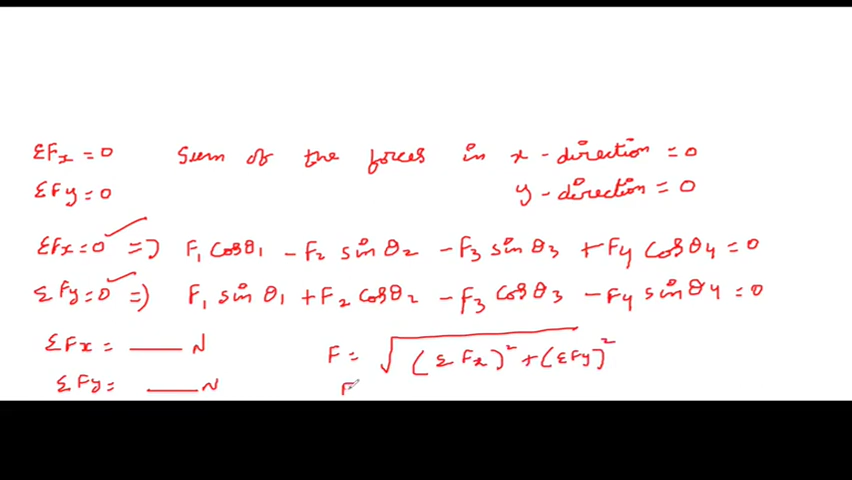 ΣFx = 0 Sum of the forces in x - direction = 0
ΣFy = 0 y - direction = 0
ΣFx = 0 ✓ => F₁ cosθ₁ - F₂ sinθ₂ - F₃ sinθ₃ + F₄ cosθ₄ = 0
ΣFy = 0 ✓ => F₁ sinθ₁ + F₂ cosθ₂ - F₃ cosθ₃ - F₄ sinθ₄ = 0
ΣFx = ____ N F = √(ΣFx)² + (ΣFy)²
ΣFy = ____ N F